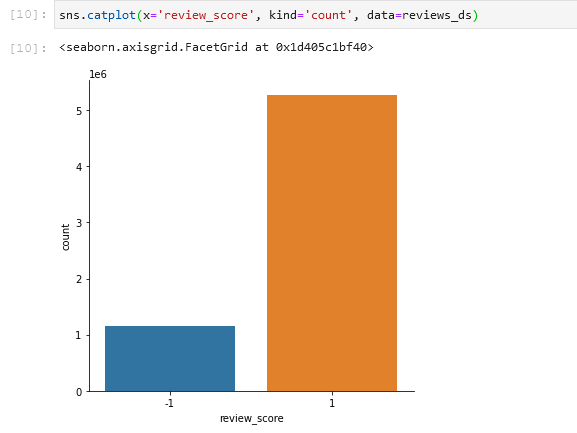 [10]: sns.catplot(x='review_score', kind='count', data=reviews_ds)
[10]: <seaborn.axisgrid.FacetGrid at 0x1d405c1bf40>
1e6
5
4
3
2
1
0
count
-1 1
review_score